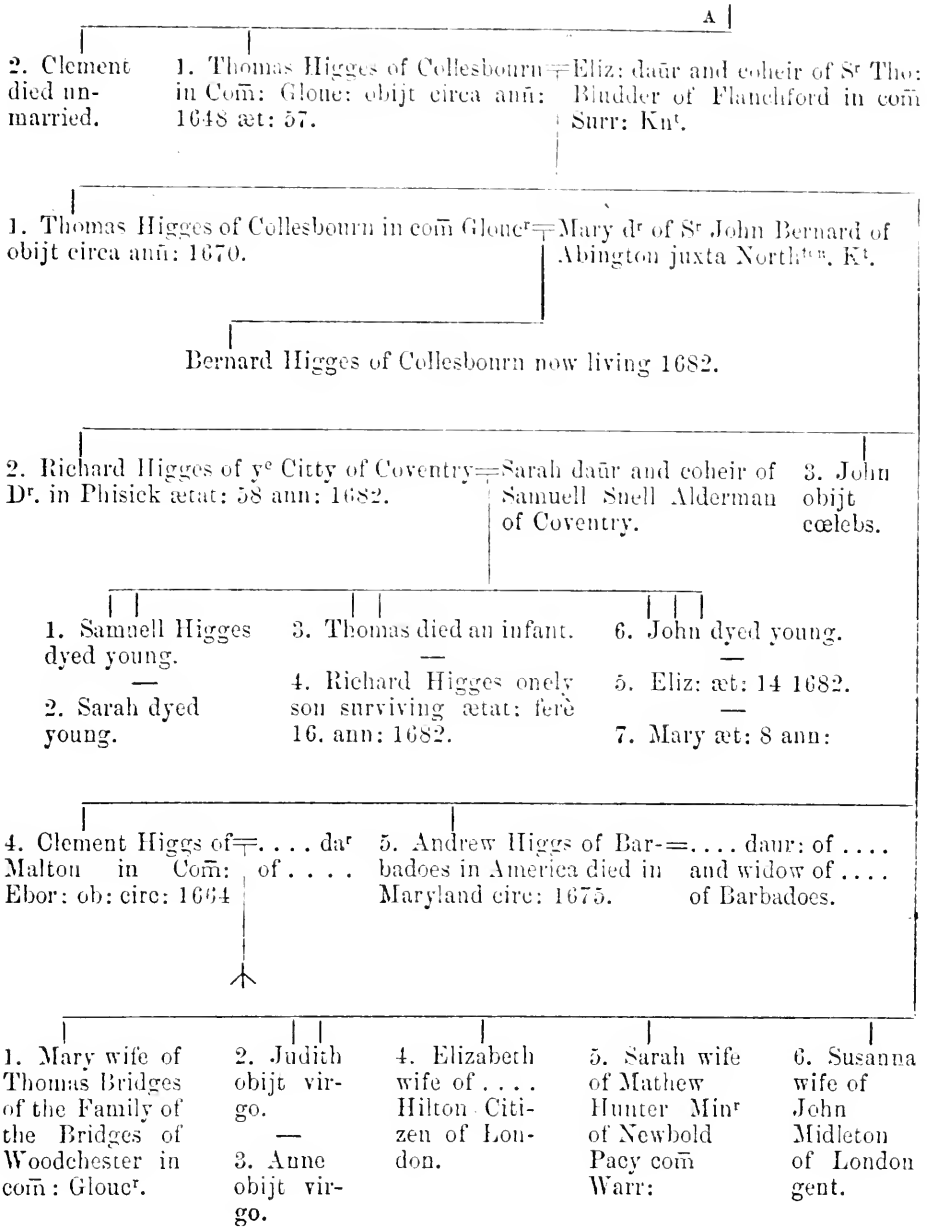 A
2. Clement
died un-
married.
1. Thomas Higges of Collesbourn=Eliz: daũr and coheir of Sʳ Tho:
in Com̃: Glouc: obijt circa anñ:
1648 æt: 57.
Bludder of Flanchford in com̃
Surr: Knᵗ.
1. Thomas Higges of Collesbourn in com̃ Gloucʳ=Mary dʳ of Sʳ John Bernard of
obijt circa anñ: 1670.
Abington juxta Northᵗᵒⁿ. Kᵗ.
Bernard Higges of Collesbourn now living 1682.
2. Richard Higges of yᵉ Citty of Coventry=Sarah daũr and coheir of
Dʳ. in Phisick ætat: 58 ann: 1682.
Samuell Snell Alderman
of Coventry.
3. John
obijt
cœlebs.
1. Samuell Higges
dyed young.
—
2. Sarah dyed
young.
3. Thomas died an infant.
—
4. Richard Higges onely
son surviving ætat: ferè
16. ann: 1682.
6. John dyed young.
—
5. Eliz: æt: 14 1682.
—
7. Mary æt: 8 ann:
4. Clement Higgs of=.... daʳ
Malton in Com̃: of ....
Ebor: ob: circ: 1664
5. Andrew Higgs of Bar-=.... daur: of ....
badoes in America died in
Maryland circ: 1675.
and widow of ....
of Barbadoes.
1. Mary wife of
Thomas Bridges
of the Family of
the Bridges of
Woodchester in
com̃: Gloucʳ.
2. Judith
obijt vir-
go.
—
3. Anne
obijt vir-
go.
4. Elizabeth
wife of ....
Hilton Citi-
zen of Lon-
don.
5. Sarah wife
of Mathew
Hunter Minʳ
of Newbold
Pacy com̃
Warr:
6. Susanna
wife of
John
Midleton
of London
gent.